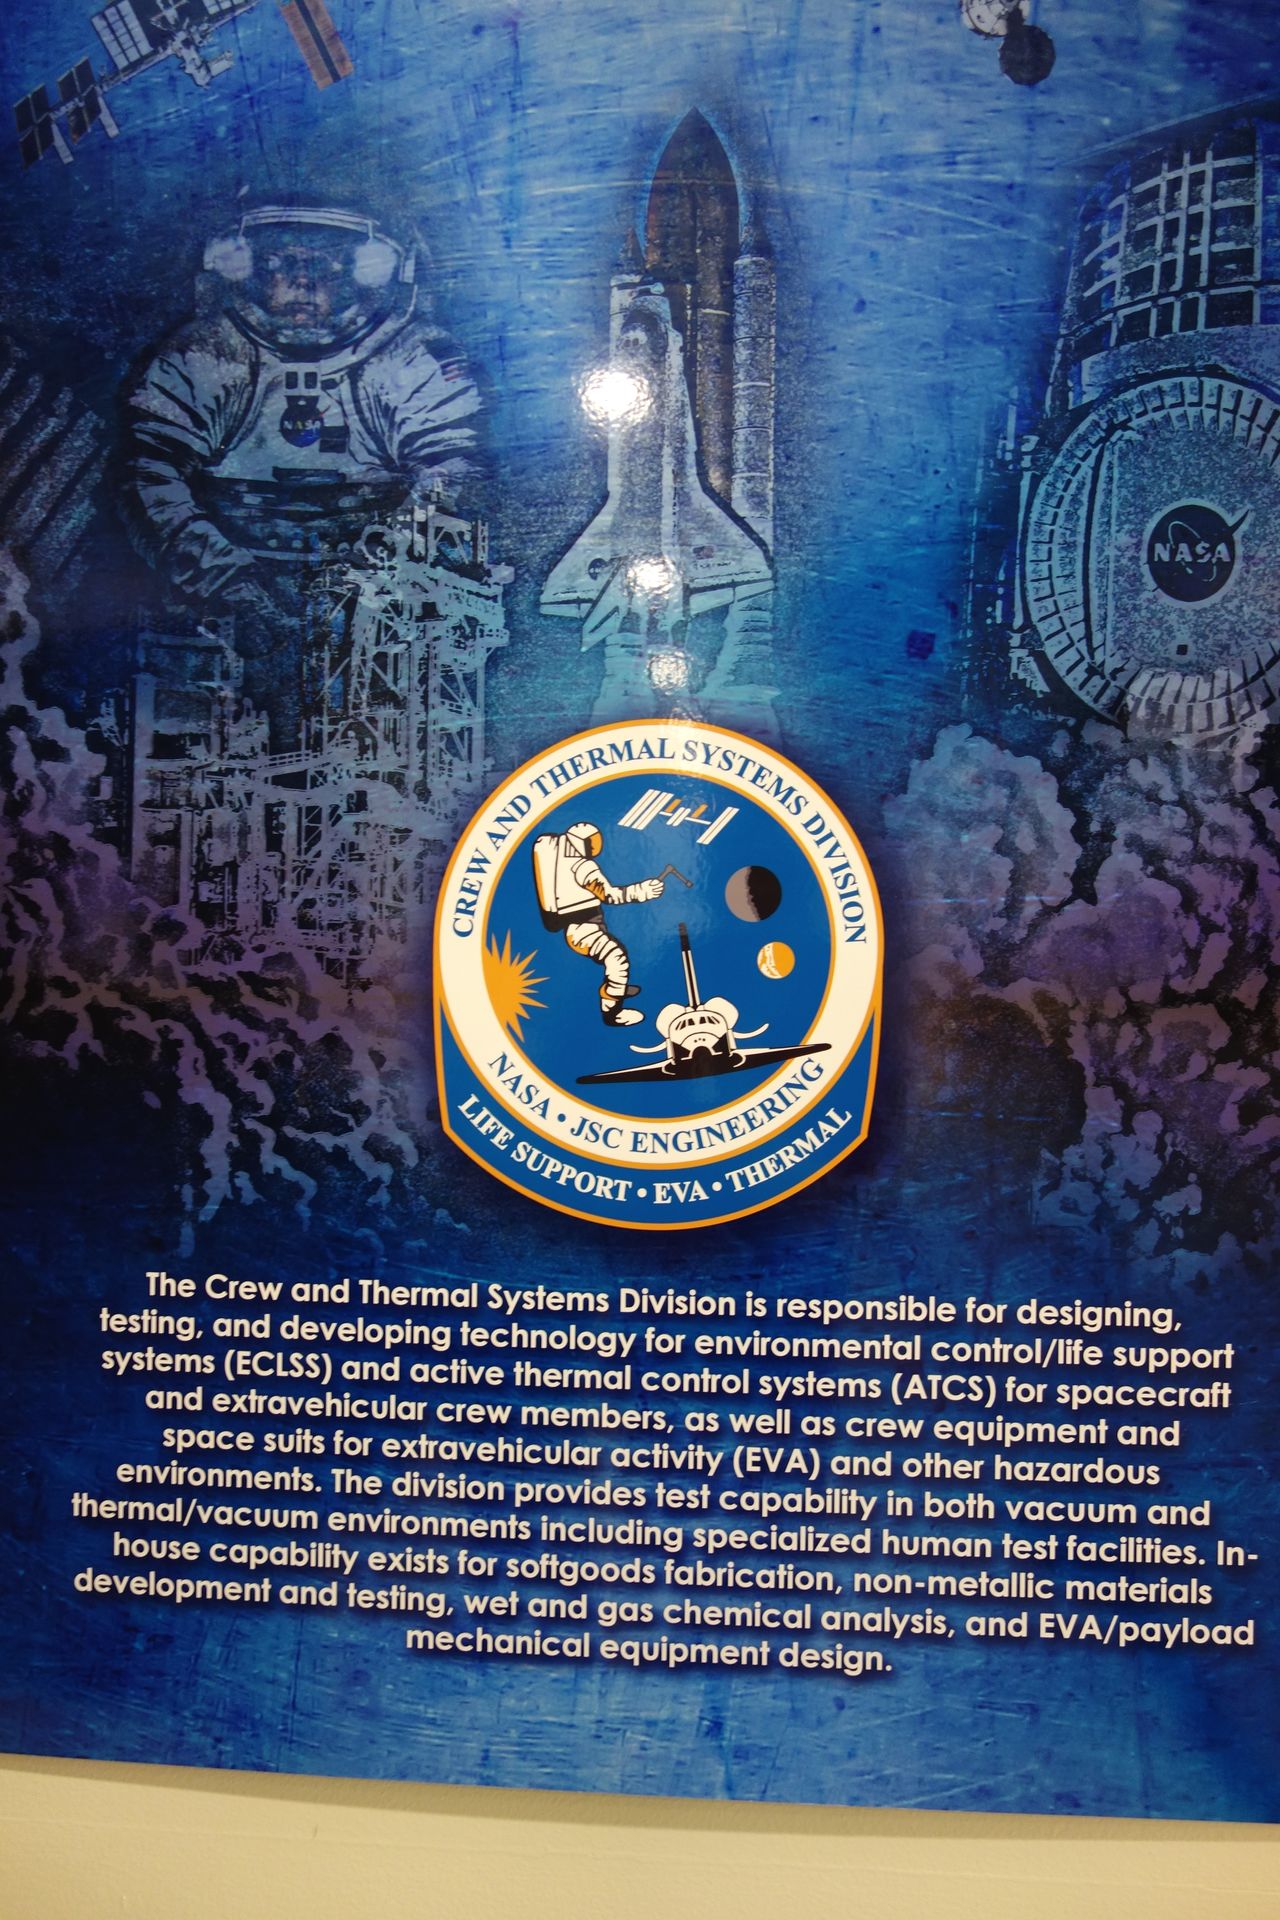 NASA
NASA
CREW AND THERMAL SYSTEMS DIVISION
NASA • JSC ENGINEERING
LIFE SUPPORT • EVA • THERMAL
The Crew and Thermal Systems Division is responsible for designing,
testing, and developing technology for environmental control/life support
systems (ECLSS) and active thermal control systems (ATCS) for spacecraft
and extravehicular crew members, as well as crew equipment and
space suits for extravehicular activity (EVA) and other hazardous
environments. The division provides test capability in both vacuum and
thermal/vacuum environments including specialized human test facilities. In-
house capability exists for softgoods fabrication, non-metallic materials
development and testing, wet and gas chemical analysis, and EVA/payload
mechanical equipment design.